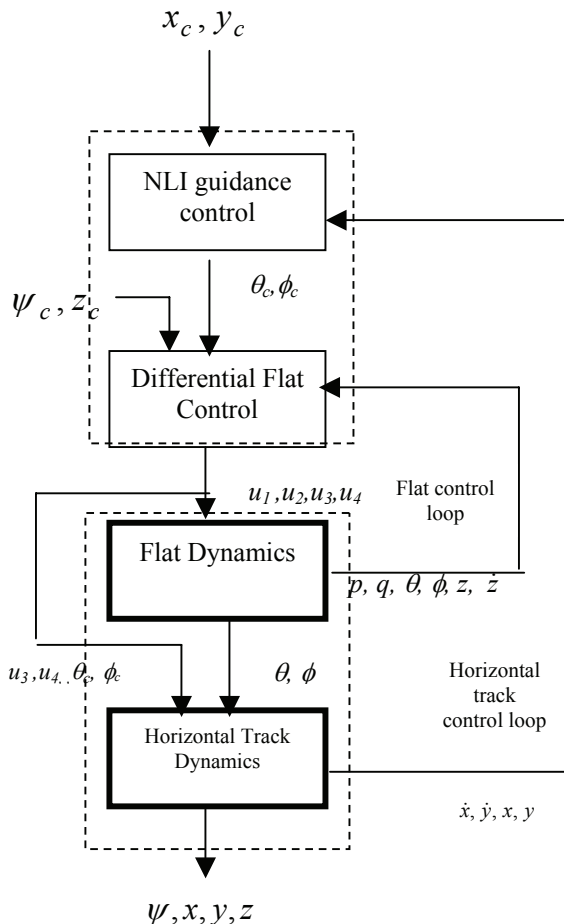 x_c, y_c
NLI guidance
control
θ_c, ϕ_c
ψ_c, z_c
Differential Flat
Control
u_1, u_2, u_3, u_4
Flat control
loop
Flat Dynamics
p, q, θ, ϕ, z, ż
u_3, u_4.. θ_c, ϕ_c
θ, ϕ
Horizontal
track
control loop
Horizontal Track
Dynamics
ẋ, ẏ, x, y
ψ, x, y, z